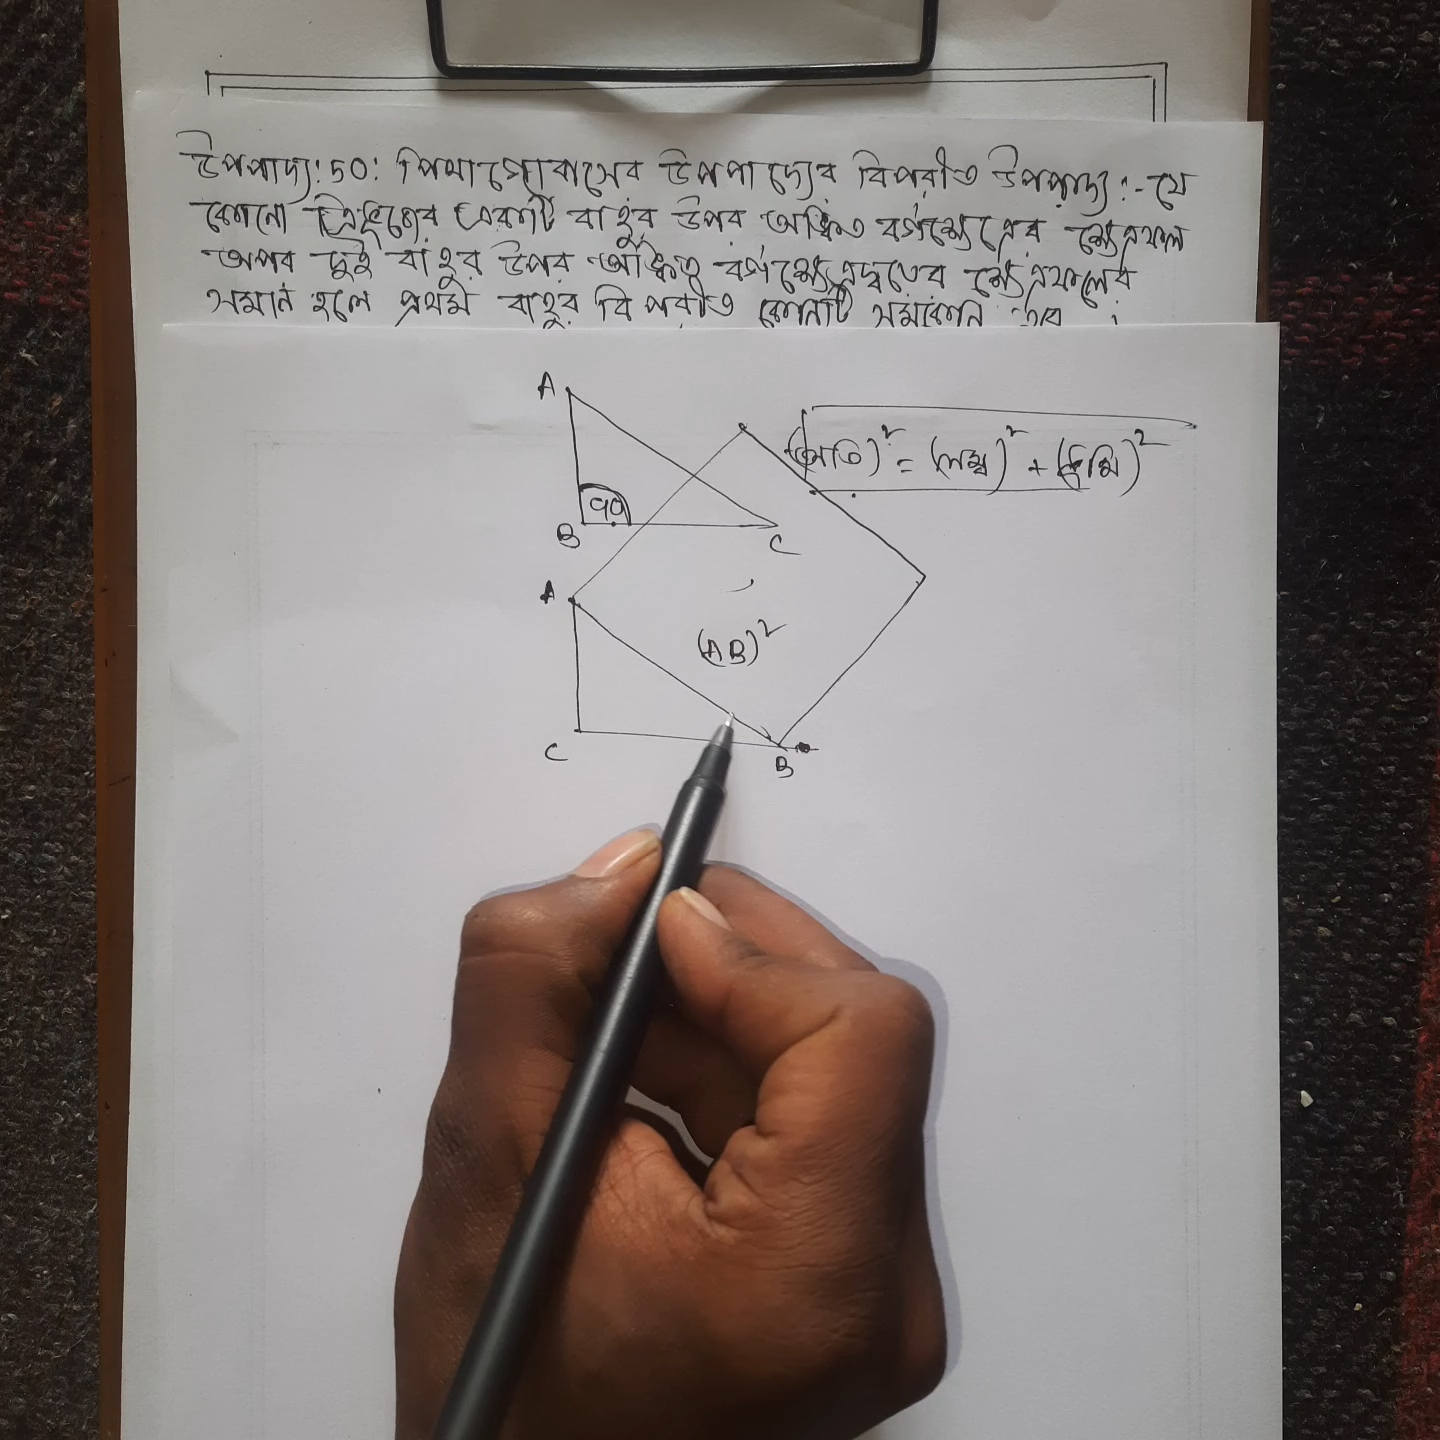 উপপাদ্য:50: পিথাগোরাসের উপপাদ্যের বিপরীত উপপাদ্য:- যে
কোনো ত্রিভুজের একটি বাহুর উপর অঙ্কিত বর্গক্ষেত্রের ক্ষেত্রফল
অপর দুই বাহুর উপর অঙ্কিত বর্গক্ষেত্রদ্বয়ের ক্ষেত্রফলের
সমান হলে প্রথম বাহুর বিপরীত কোনটি সমকোন
A
(অতি)² = (লম্ব)² + (ভূমি)²
90
B
C
A
(AB)²
C
B